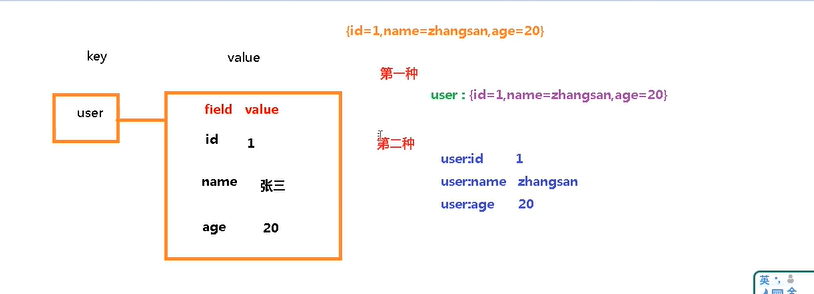 {id=1,name=zhangsan,age=20}
key value
第一种
user : {id=1,name=zhangsan,age=20}
user
field value
id 1
第二种
user:id 1
name 张三
user:name zhangsan
user:age 20
age 20
英